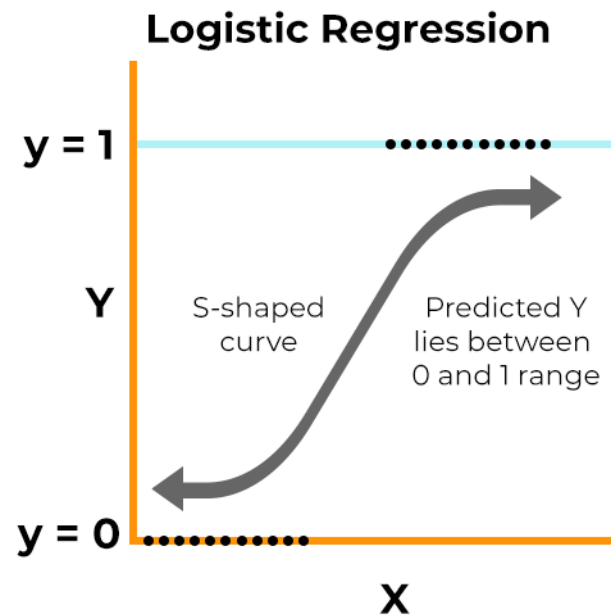 Logistic Regression
y = 1
Y
S-shaped
curve
Predicted Y
lies between
0 and 1 range
y = 0
X